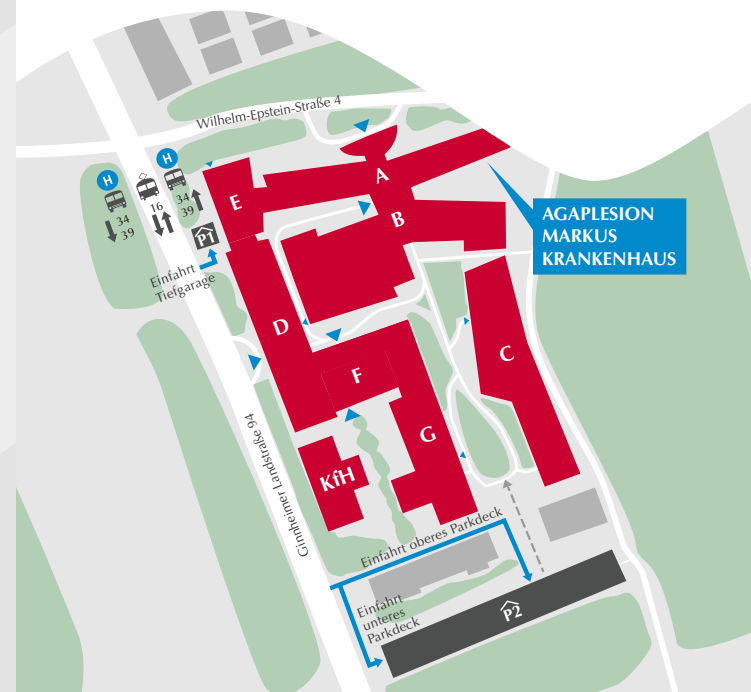 Wilhelm-Epstein-Straße 4
H
H
34
39
16
34
39
P1
Einfahrt
Tiefgarage
E
A
B
AGAPLESION
MARKUS
KRANKENHAUS
D
C
F
G
KfH
Ginnheimer Landstraße 94
Einfahrt oberes Parkdeck
Einfahrt
unteres
Parkdeck
P2